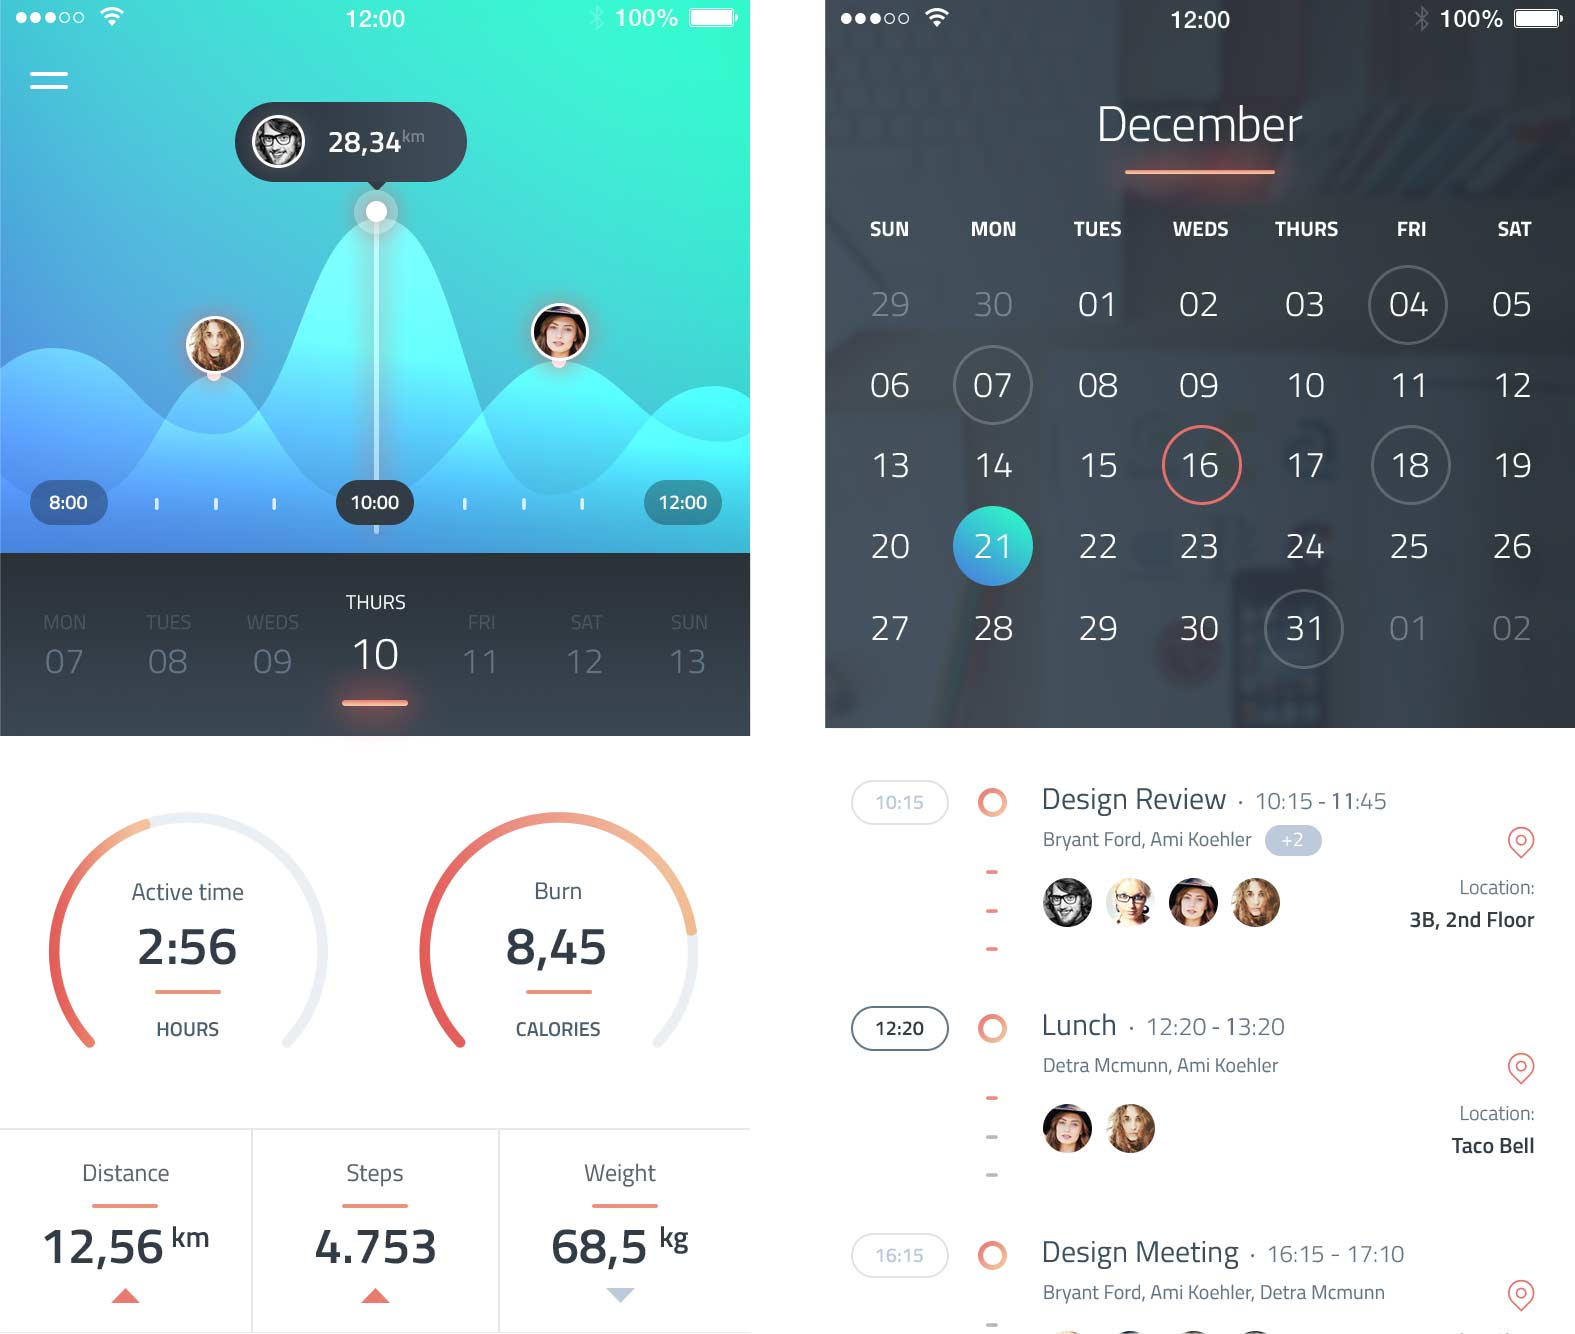 12:00
100%
28,34km
8:00
10:00
12:00
MON TUES WEDS THURS FRI SAT SUN
07 08 09 10 11 12 13
Active time
2:56
HOURS
Burn
8,45
CALORIES
Distance
12,56 km
Steps
4.753
Weight
68,5 kg
12:00
100%
December
SUN MON TUES WEDS THURS FRI SAT
29 30 01 02 03 04 05
06 07 08 09 10 11 12
13 14 15 16 17 18 19
20 21 22 23 24 25 26
27 28 29 30 31 01 02
10:15
Design Review · 10:15 - 11:45
Bryant Ford, Ami Koehler +2
Location:
3B, 2nd Floor
12:20
Lunch · 12:20 - 13:20
Detra Mcmunn, Ami Koehler
Location:
Taco Bell
16:15
Design Meeting · 16:15 - 17:10
Bryant Ford, Ami Koehler, Detra Mcmunn